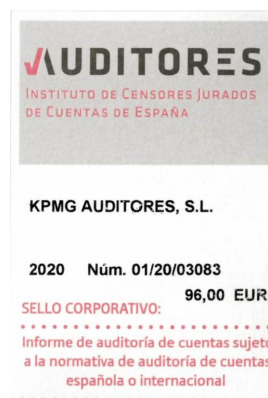 AUDITORES
INSTITUTO DE CENSORES JURADOS
DE CUENTAS DE ESPAÑA
KPMG AUDITORES, S.L.
2020 Núm. 01/20/03083
96,00 EUR
SELLO CORPORATIVO:
Informe de auditoría de cuentas sujeto
a la normativa de auditoría de cuentas
española o internacional